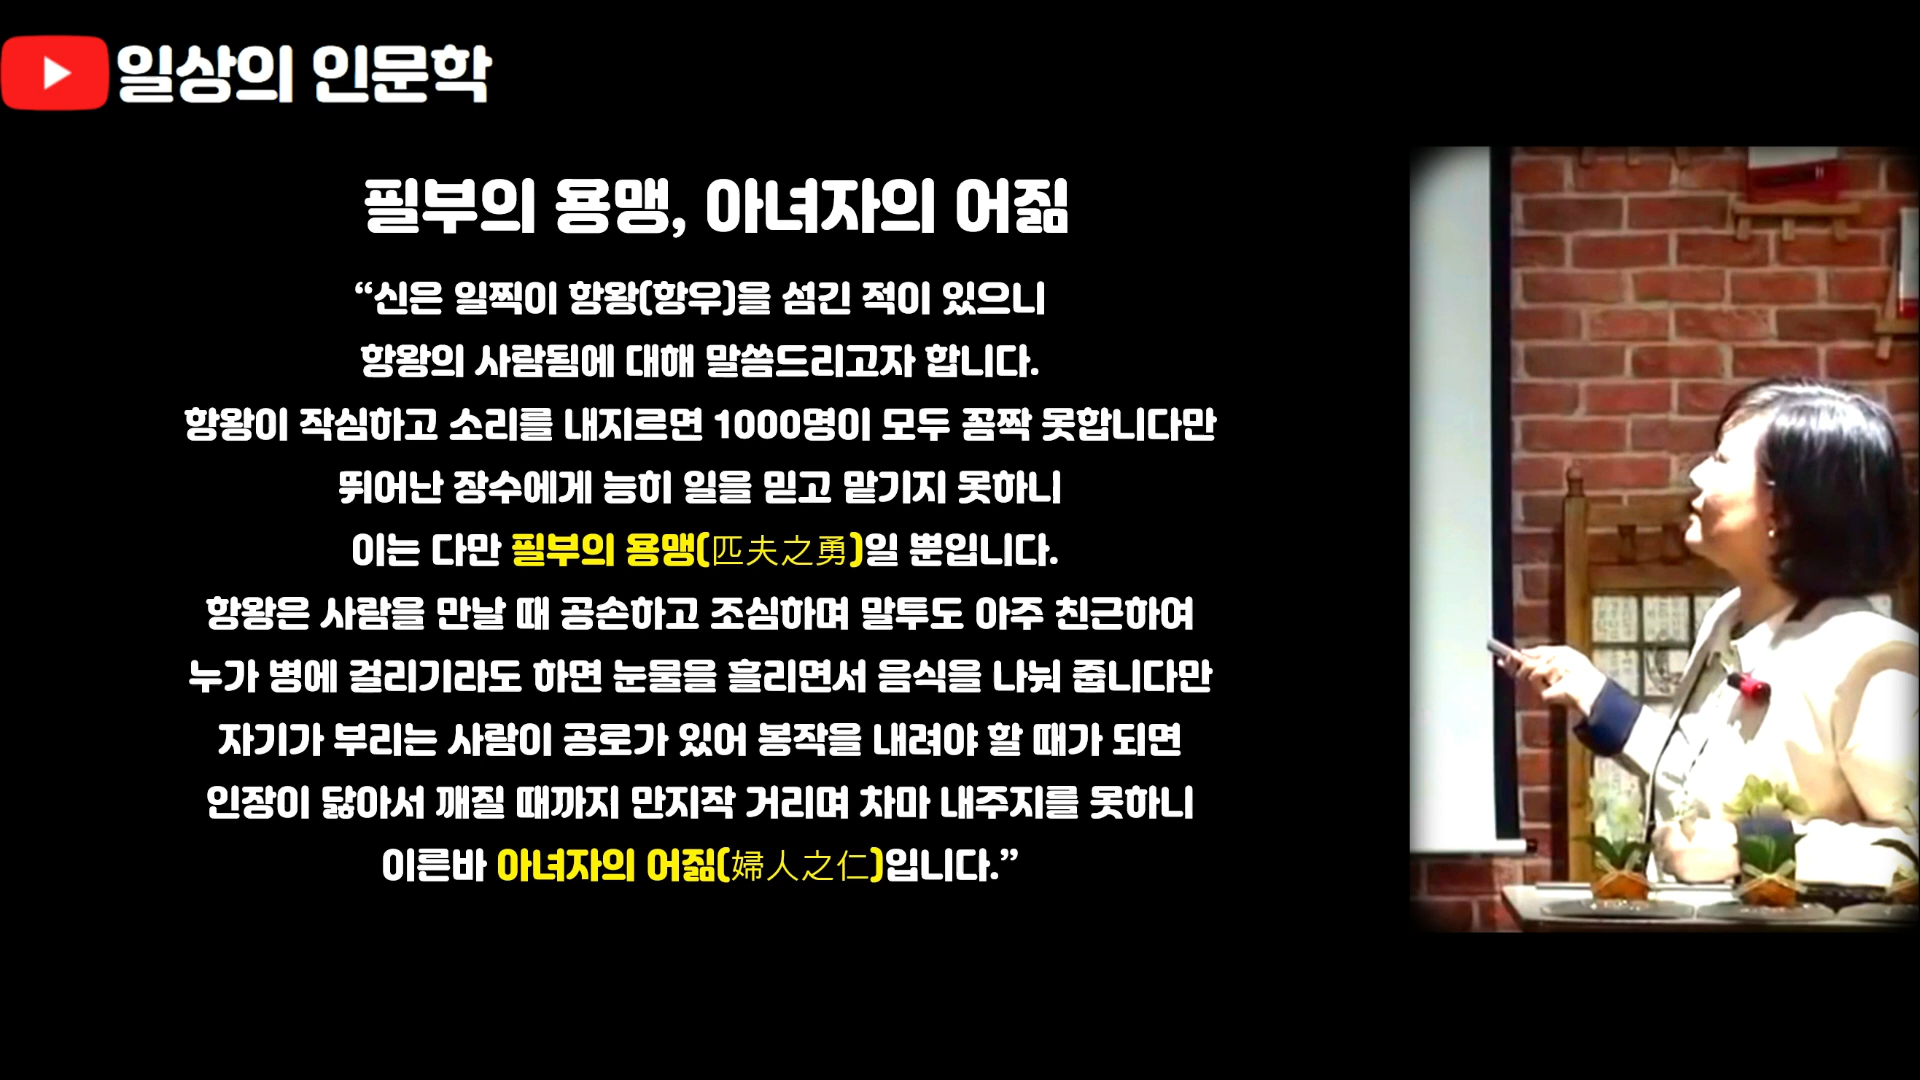 일상의 인문학
필부의 용맹, 아녀자의 어짊
“신은 일찍이 항왕(항우)을 섬긴 적이 있으니
항왕의 사람됨에 대해 말씀드리고자 합니다.
항왕이 작심하고 소리를 내지르면 1000명이 모두 꼼짝 못합니다만
뛰어난 장수에게 능히 일을 믿고 맡기지 못하니
이는 다만 필부의 용맹(匹夫之勇)일 뿐입니다.
항왕은 사람을 만날 때 공손하고 조심하며 말투도 아주 친근하여
누가 병에 걸리기라도 하면 눈물을 흘리면서 음식을 나눠 줍니다만
자기가 부리는 사람이 공로가 있어 봉작을 내려야 할 때가 되면
인장이 닳아서 깨질 때까지 만지작 거리며 차마 내주지를 못하니
이른바 아녀자의 어짊(婦人之仁)입니다.”